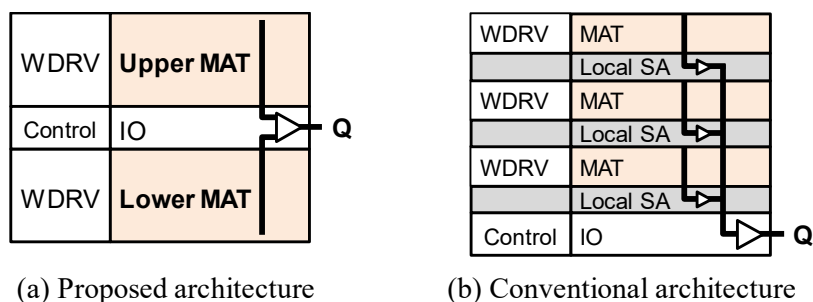 WDRV Upper MAT
Control IO Q
WDRV Lower MAT
(a) Proposed architecture
WDRV MAT
Local SA
WDRV MAT
Local SA
WDRV MAT
Local SA
Control IO Q
(b) Conventional architecture